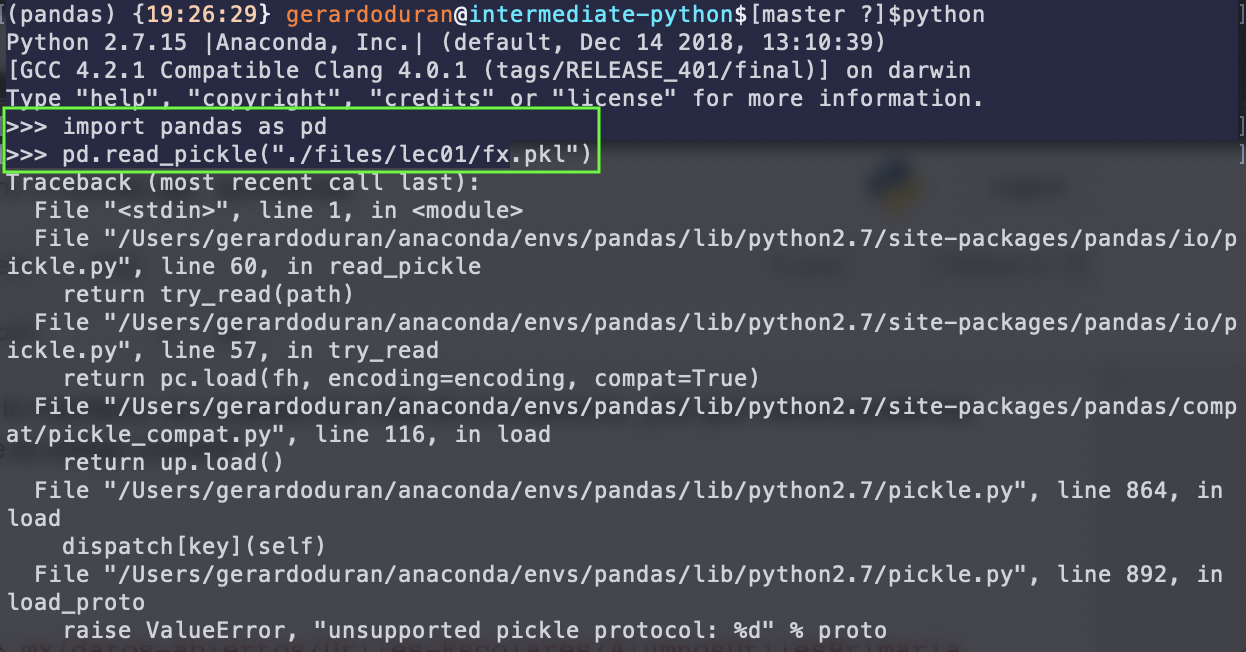 (pandas) {19:26:29} gerardoduran@intermediate-python$[master ?]$python
Python 2.7.15 |Anaconda, Inc.| (default, Dec 14 2018, 13:10:39)
[GCC 4.2.1 Compatible Clang 4.0.1 (tags/RELEASE_401/final)] on darwin
Type "help", "copyright", "credits" or "license" for more information.
>>> import pandas as pd
>>> pd.read_pickle("./files/lec01/fx.pkl")
Traceback (most recent call last):
  File "<stdin>", line 1, in <module>
  File "/Users/gerardoduran/anaconda/envs/pandas/lib/python2.7/site-packages/pandas/io/p
ickle.py", line 60, in read_pickle
    return try_read(path)
  File "/Users/gerardoduran/anaconda/envs/pandas/lib/python2.7/site-packages/pandas/io/p
ickle.py", line 57, in try_read
    return pc.load(fh, encoding=encoding, compat=True)
  File "/Users/gerardoduran/anaconda/envs/pandas/lib/python2.7/site-packages/pandas/comp
at/pickle_compat.py", line 116, in load
    return up.load()
  File "/Users/gerardoduran/anaconda/envs/pandas/lib/python2.7/pickle.py", line 864, in
load
    dispatch[key](self)
  File "/Users/gerardoduran/anaconda/envs/pandas/lib/python2.7/pickle.py", line 892, in
load_proto
    raise ValueError, "unsupported pickle protocol: %d" % proto